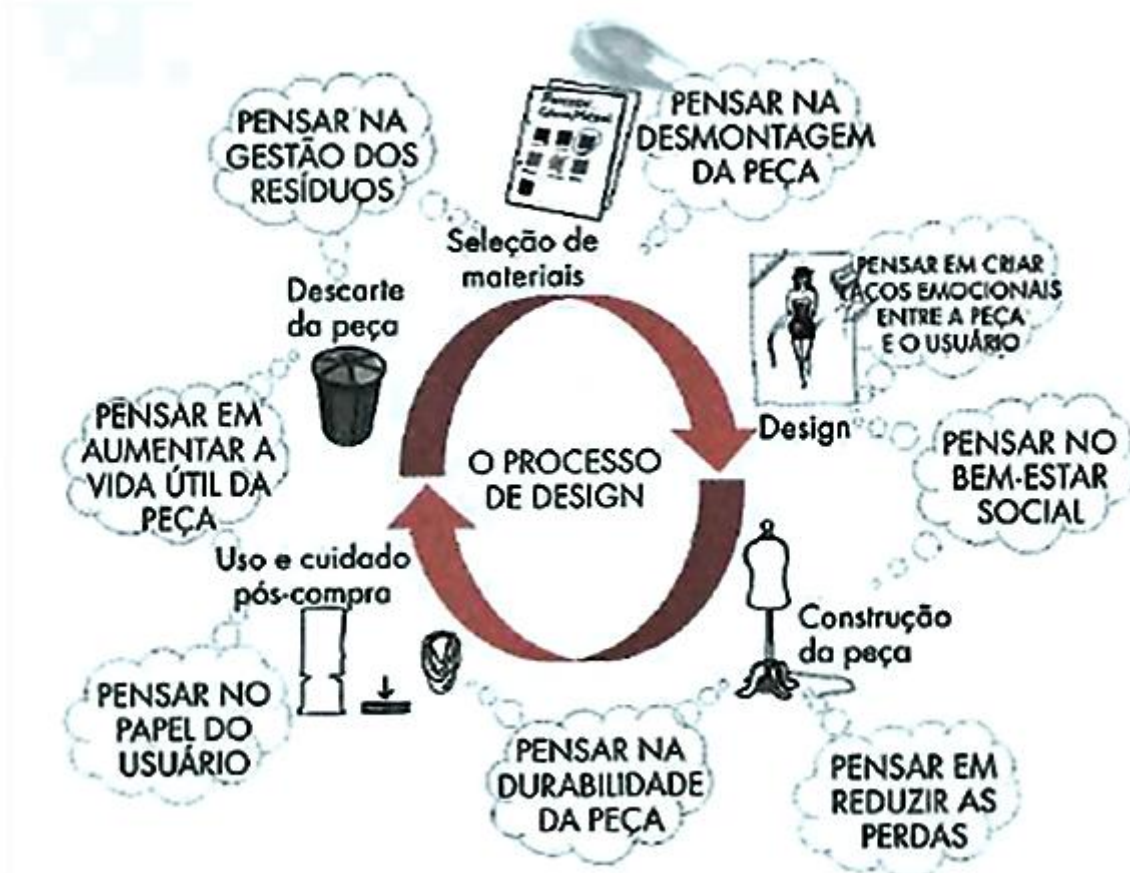 PENSAR NA
GESTÃO DOS
RESÍDUOS
PENSAR NA
DESMONTAGEM
DA PEÇA
Seleção de
materiais
Descarte
da peça
PENSAR EM CRIAR
LAÇOS EMOCIONAIS
ENTRE A PEÇA
E O USUÁRIO
Design
PENSAR EM
AUMENTAR A
VIDA ÚTIL DA
PEÇA
O PROCESSO
DE DESIGN
PENSAR NO
BEM-ESTAR
SOCIAL
Uso e cuidado
pós-compra
Construção
da peça
PENSAR NO
PAPEL DO
USUÁRIO
PENSAR NA
DURABILIDADE
DA PEÇA
PENSAR EM
REDUZIR AS
PERDAS